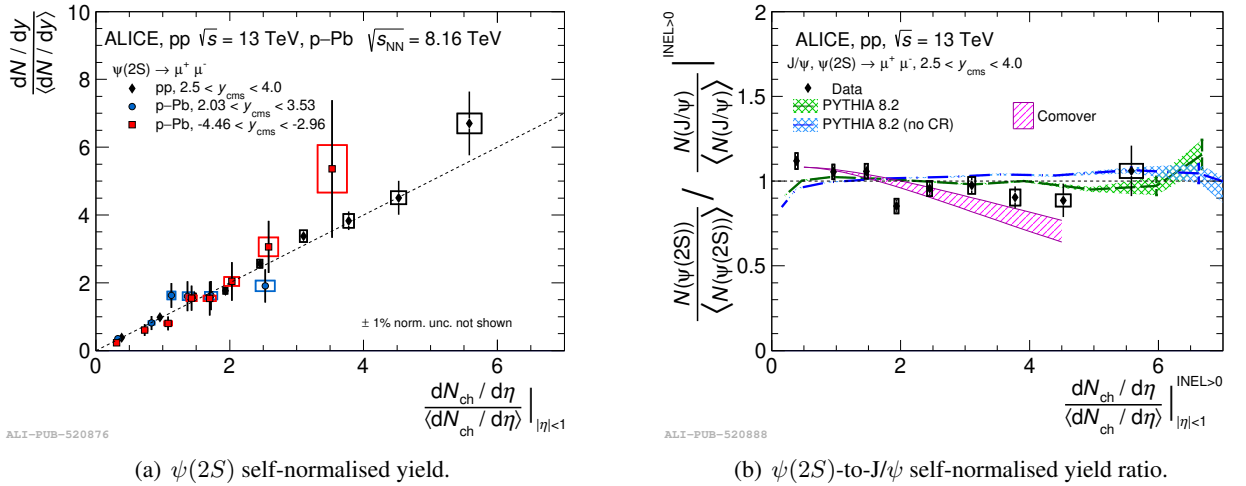 dN / dy
⟨dN / dy⟩
8
6
4
2
0
ALICE, pp √s = 13 TeV, p−Pb √sNN = 8.16 TeV
ψ(2S) → μ+ μ-
pp, 2.5 < ycms < 4.0
p−Pb, 2.03 < ycms < 3.53
p−Pb, -4.46 < ycms < -2.96
± 1% norm. unc. not shown
0 2 4 6
dNch / dη
⟨dNch / dη⟩ |η|<1
ALI-PUB-520876
(a) ψ(2S) self-normalised yield.
N(ψ(2S))
⟨N(ψ(2S))⟩ /
N(J/ψ)
⟨N(J/ψ)⟩ INEL>0
2
1.5
1
0.5
0
ALICE, pp, √s = 13 TeV
J/ψ, ψ(2S) → μ+ μ-, 2.5 < ycms < 4.0
Data
PYTHIA 8.2
PYTHIA 8.2 (no CR)
Comover
0 2 4 6
dNch / dη INEL>0
⟨dNch / dη⟩ |η|<1
ALI-PUB-520888
(b) ψ(2S)-to-J/ψ self-normalised yield ratio.